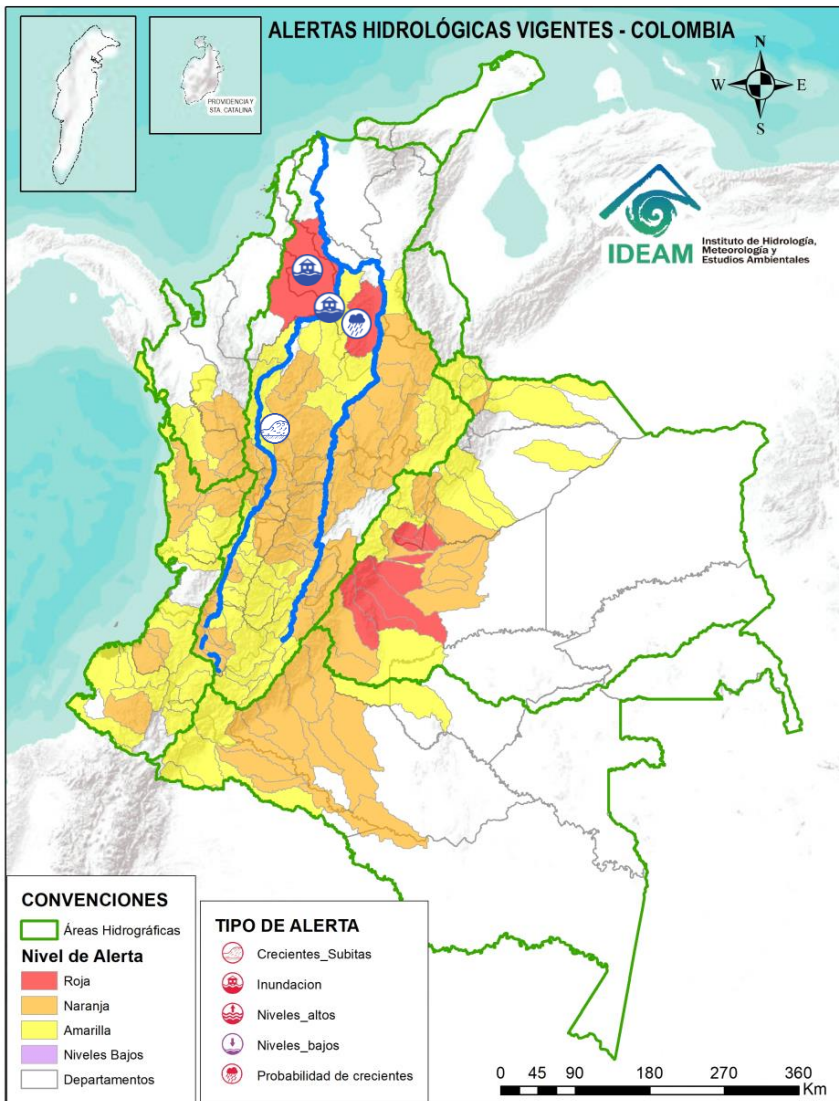 ALERTAS HIDROLÓGICAS VIGENTES - COLOMBIA
PROVIDENCIA Y
STA. CATALINA
N
W
E
S
IDEAM
Instituto de Hidrología,
Meteorología y
Estudios Ambientales
CONVENCIONES
Áreas Hidrográficas
Nivel de Alerta
Roja
Naranja
Amarilla
Niveles Bajos
Departamentos
TIPO DE ALERTA
Crecientes_Subitas
Inundacion
Niveles_altos
Niveles_bajos
Probabilidad de crecientes
0 45 90 180 270 360
Km